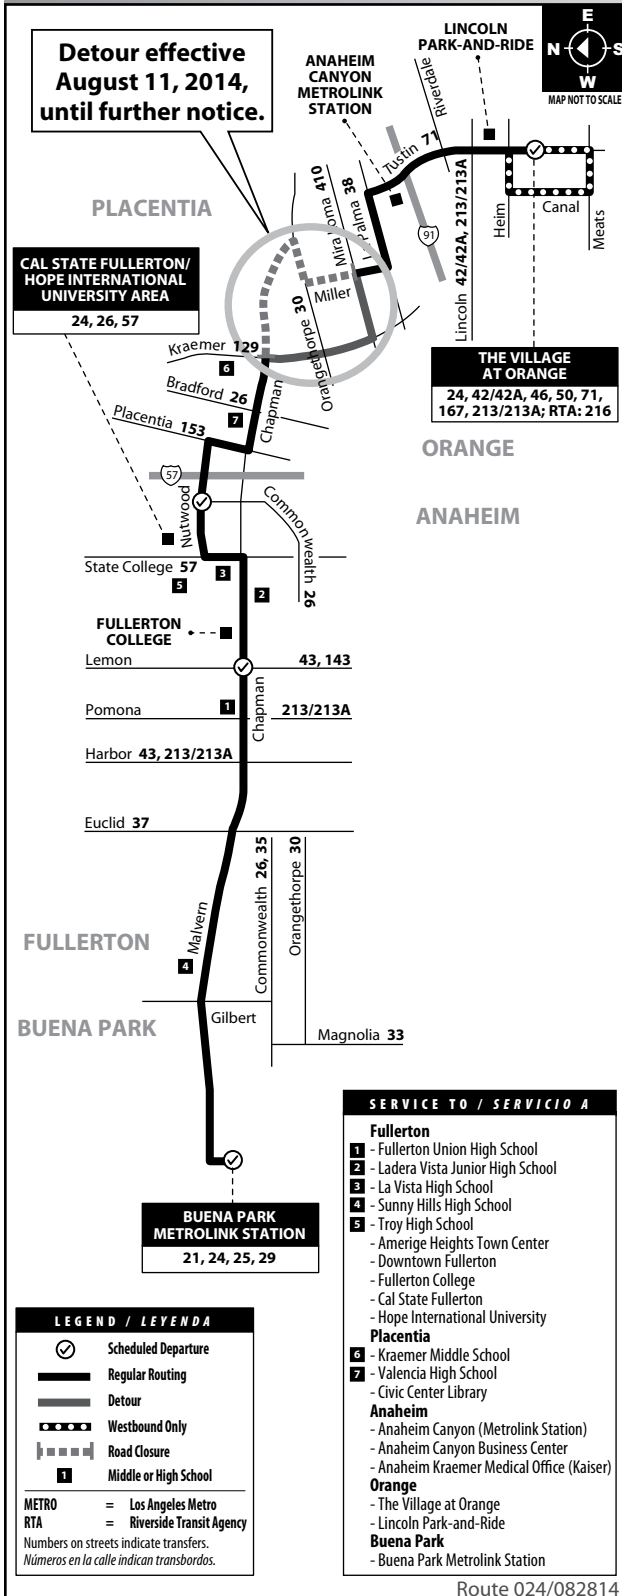 Detour effective
August 11, 2014,
until further notice.
LINCOLN
PARK-AND-RIDE
E
N
S
W
MAP NOT TO SCALE
ANAHEIM
CANYON
METROLINK
STATION
Riverdale
Tustin 71
PLACENTIA
Miraloma 410
La Palma 38
91
Lincoln 42/42A, 213/213A
Heim
Canal
Meats
CAL STATE FULLERTON/
HOPE INTERNATIONAL
UNIVERSITY AREA
24, 26, 57
Miller
Orangethorpe 30
Kraemer 129
6
Bradford 26
7
Chapman
Placentia 153
THE VILLAGE
AT ORANGE
24, 42/42A, 46, 50, 71,
167, 213/213A; RTA: 216
ORANGE
57
ANAHEIM
Nutwood
Commonwealth 26
State College 57
3
5
2
FULLERTON
COLLEGE
Lemon
43, 143
1
Pomona
213/213A
Chapman
Harbor 43, 213/213A
Euclid 37
Commonwealth 26, 35
Orangethorpe 30
Malvern
FULLERTON
4
BUENA PARK
Gilbert
Magnolia 33
BUENA PARK
METROLINK STATION
21, 24, 25, 29
SERVICE TO / SERVICIO A
Fullerton
1 - Fullerton Union High School
2 - Ladera Vista Junior High School
3 - La Vista High School
4 - Sunny Hills High School
5 - Troy High School
- Amerige Heights Town Center
- Downtown Fullerton
- Fullerton College
- Cal State Fullerton
- Hope International University
Placentia
6 - Kraemer Middle School
7 - Valencia High School
- Civic Center Library
Anaheim
- Anaheim Canyon (Metrolink Station)
- Anaheim Canyon Business Center
- Anaheim Kraemer Medical Office (Kaiser)
Orange
- The Village at Orange
- Lincoln Park-and-Ride
Buena Park
- Buena Park Metrolink Station
LEGEND / LEYENDA
Scheduled Departure
Regular Routing
Detour
Westbound Only
Road Closure
1 Middle or High School
METRO = Los Angeles Metro
RTA = Riverside Transit Agency
Numbers on streets indicate transfers.
Números en la calle indican transbordos.
Route 024/082814